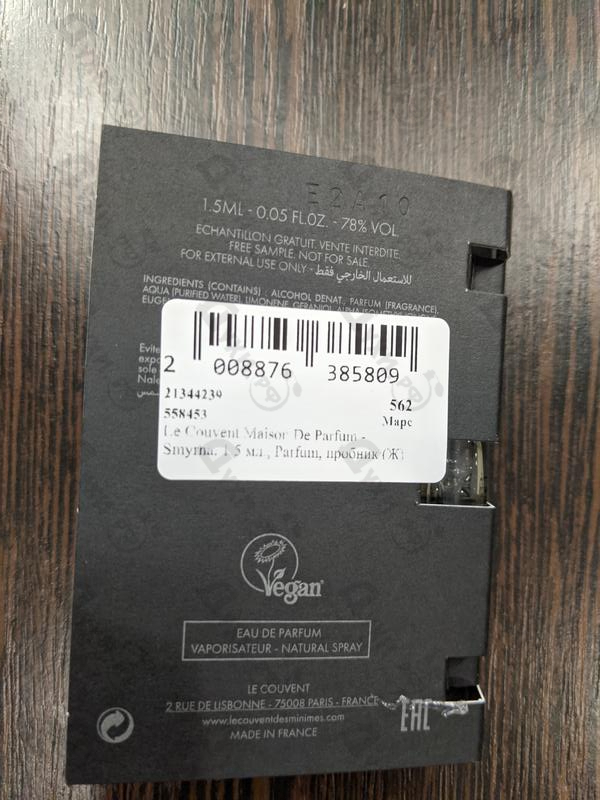 E2A10
1.5ML - 0.05 FL.OZ. - 78% VOL
ECHANTILLON GRATUIT. VENTE INTERDITE.
FREE SAMPLE. NOT FOR SALE.
FOR EXTERNAL USE ONLY - للاستعمال الخارجي فقط
INGREDIENTS (CONTAINS) : ALCOHOL DENAT., PARFUM (FRAGRANCE),
AQUA (PURIFIED WATER), LIMONENE, GERANIOL,
2 008876 385809
21344239 562
558453 Марс
Le Couvent Maison De Parfum -
Smyrna, 1.5 мл., Parfum, пробник (Ж)
Vegan
EAU DE PARFUM
VAPORISATEUR - NATURAL SPRAY
LE COUVENT
2 RUE DE LISBONNE - 75008 PARIS - FRANCE
www.lecouventdesminimes.com
MADE IN FRANCE
EAC